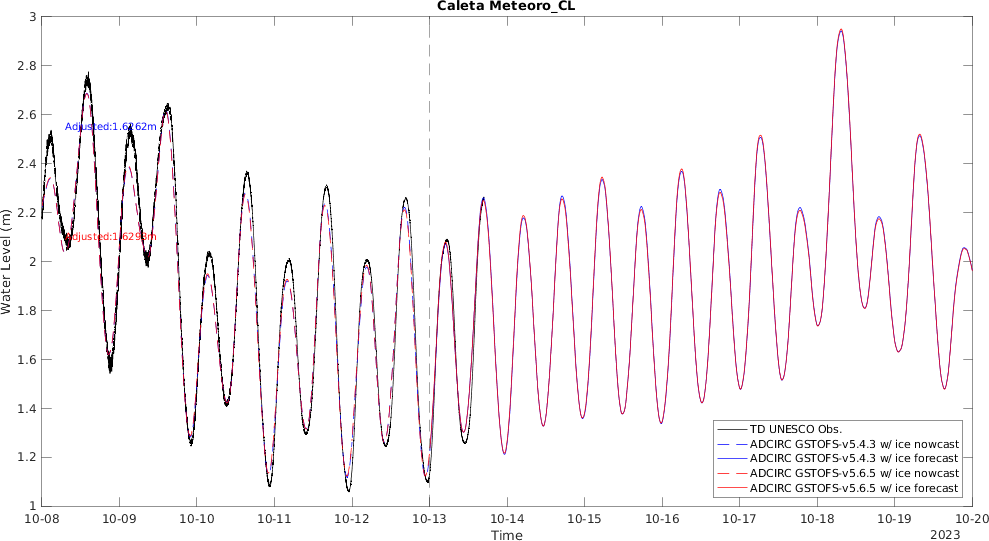 Caleta Meteoro_CL
3
2.8
2.6
2.4
2.2
2
1.8
1.6
1.4
1.2
1
Water Level (m)
Adjusted:1.6262m
Adjusted:1.6293m
TD UNESCO Obs.
ADCIRC GSTOFS-v5.4.3 w/ ice nowcast
ADCIRC GSTOFS-v5.4.3 w/ ice forecast
ADCIRC GSTOFS-v5.6.5 w/ ice nowcast
ADCIRC GSTOFS-v5.6.5 w/ ice forecast
10-08 10-09 10-10 10-11 10-12 10-13 10-14 10-15 10-16 10-17 10-18 10-19 10-20
Time
2023